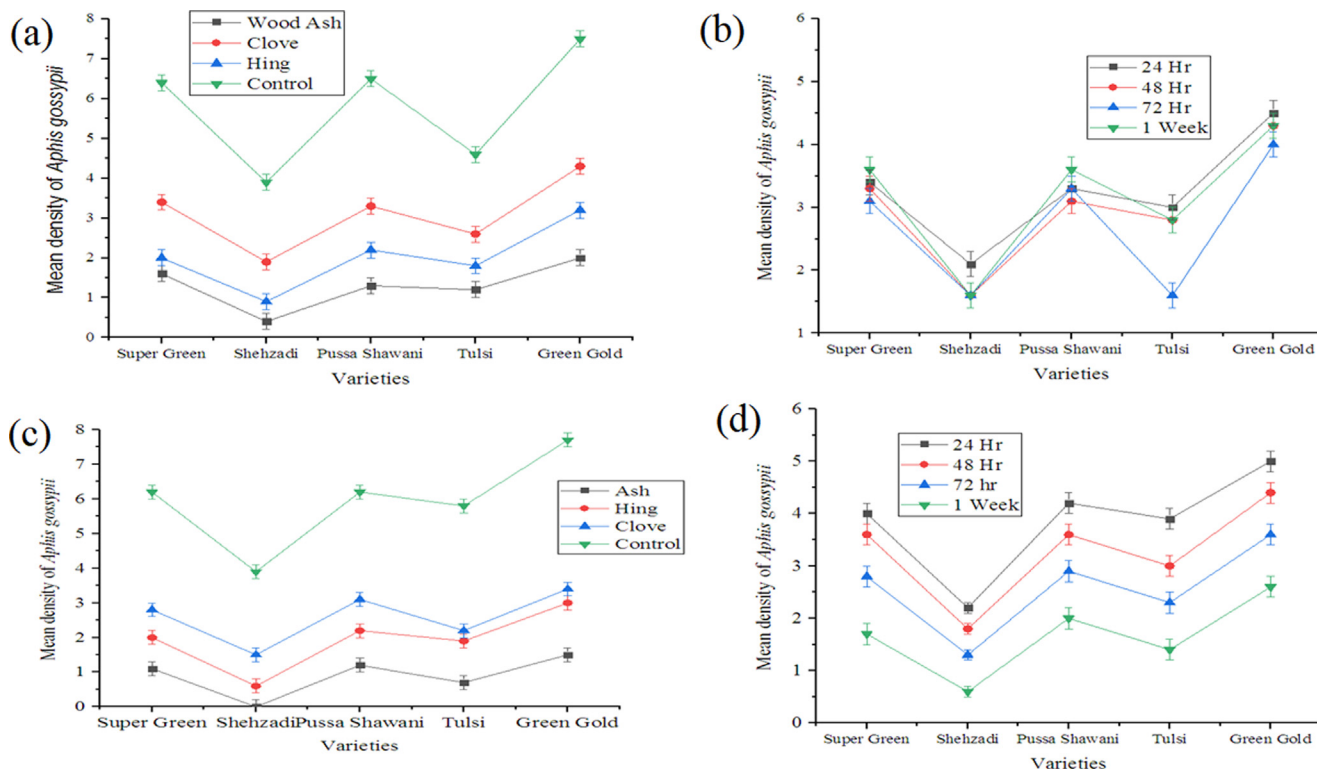 (a)
Wood Ash
Clove
Hing
Control
Mean density of Aphis gossypii
8
7
6
5
4
3
2
1
0
Super Green Shehzadi Pussa Shawani Tulsi Green Gold
Varieties
(b)
24 Hr
48 Hr
72 Hr
1 Week
Mean density of Aphis gossypii
6
5
4
3
2
1
Super Green Shehzadi Pussa Shawani Tulsi Green Gold
Varieties
(c)
Ash
Hing
Clove
Control
Mean density of Aphis gossypii
8
7
6
5
4
3
2
1
0
Super Green Shehzadi Pussa Shawani Tulsi Green Gold
Varieties
(d)
24 Hr
48 Hr
72 hr
1 Week
Mean density of Aphis gossypii
6
5
4
3
2
1
0
Super Green Shehzadi Pussa Shawani Tulsi Green Gold
Varieties